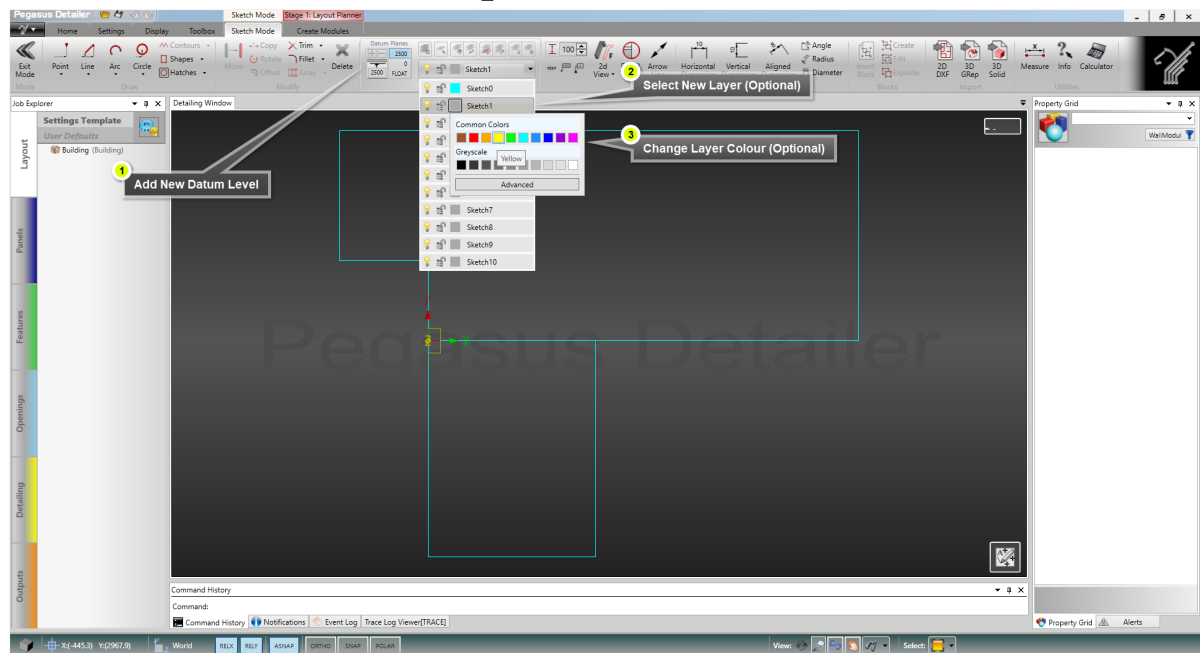 Pegasus Detailer
Sketch Mode
Stage 1: Layout Planner
Home
Settings
Display
Toolbox
Sketch Mode
Create Modules
Exit Mode
Point
Line
Arc
Circle
Contours
Shapes
Hatches
Move
Copy
Rotate
Offset
Trim
Fillet
Array
Delete
Datum Planes
2500
0
2500
FLOAT
Sketch1
100
TEXT
2d View
Arrow
10
Horizontal
Vertical
Aligned
Angle
Radius
Diameter
Insert Block
Create
Edit
Explode
2D DXF
3D GRep
3D Solid
Measure
Info
Calculator
Mode
Draw
Modify
Blocks
Import
Utilities
2
Select New Layer (Optional)
Job Explorer
Detailing Window
Property Grid
Settings Template
User Defaults
Building (Building)
WallModul
Sketch0
Sketch1
Common Colors
Greyscale
Yellow
Advanced
3
Change Layer Colour (Optional)
1
Add New Datum Level
Sketch7
Sketch8
Sketch9
Sketch10
Layout
Panels
Features
Openings
Detailing
Outputs
X
Pegasus Detailer
Command History
Command:
Command History
Notifications
Event Log
Trace Log Viewer[TRACE]
Property Grid
Alerts
X:(-445.3) Y:(2967.9)
World
RELX
RELY
ASNAP
ORTHO
SNAP
POLAR
View:
Select: